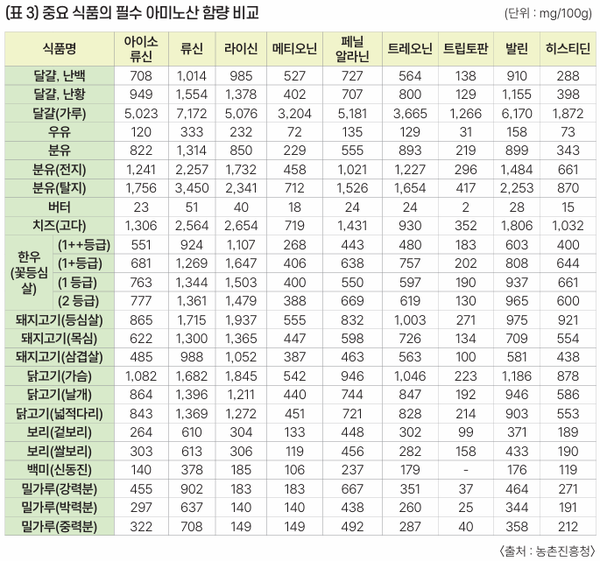 (표 3) 중요 식품의 필수 아미노산 함량 비교
(단위 : mg/100g)
식품명 아이소류신 류신 라이신 메티오닌 페닐알라닌 트레오닌 트립토판 발린 히스티딘
달걀, 난백 708 1,014 985 527 727 564 138 910 288
달걀, 난황 949 1,554 1,378 402 707 800 129 1,155 398
달걀(가루) 5,023 7,172 5,076 3,204 5,181 3,665 1,266 6,170 1,872
우유 120 333 232 72 135 129 31 158 73
분유 822 1,314 850 229 555 893 219 899 343
분유(전지) 1,241 2,257 1,732 458 1,021 1,227 296 1,484 661
분유(탈지) 1,756 3,450 2,341 712 1,526 1,654 417 2,253 870
버터 23 51 40 18 24 24 2 28 15
치즈(고다) 1,306 2,564 2,654 719 1,431 930 352 1,806 1,032
한우(꽃등심살) (1++등급) 551 924 1,107 268 443 480 183 603 400
(1+등급) 681 1,269 1,647 406 638 757 202 808 644
(1 등급) 763 1,344 1,503 400 550 597 190 937 661
(2 등급) 777 1,361 1,479 388 669 619 130 965 600
돼지고기(등심살) 865 1,715 1,937 555 832 1,003 271 975 921
돼지고기(목심) 622 1,300 1,365 447 598 726 134 709 554
돼지고기(삼겹살) 485 988 1,052 387 463 563 100 581 438
닭고기(가슴) 1,082 1,682 1,845 542 946 1,046 223 1,186 878
닭고기(날개) 864 1,396 1,211 440 744 847 192 946 586
닭고기(넓적다리) 843 1,369 1,272 451 721 828 214 903 553
보리(겉보리) 264 610 304 133 448 302 99 371 189
보리(쌀보리) 303 613 306 119 456 282 158 433 190
백미(신동진) 140 378 185 106 237 179 - 176 119
밀가루(강력분) 455 902 183 183 667 351 37 464 271
밀가루(박력분) 297 637 140 140 438 260 25 344 191
밀가루(중력분) 322 708 149 149 492 287 40 358 212
〈출처 : 농촌진흥청〉